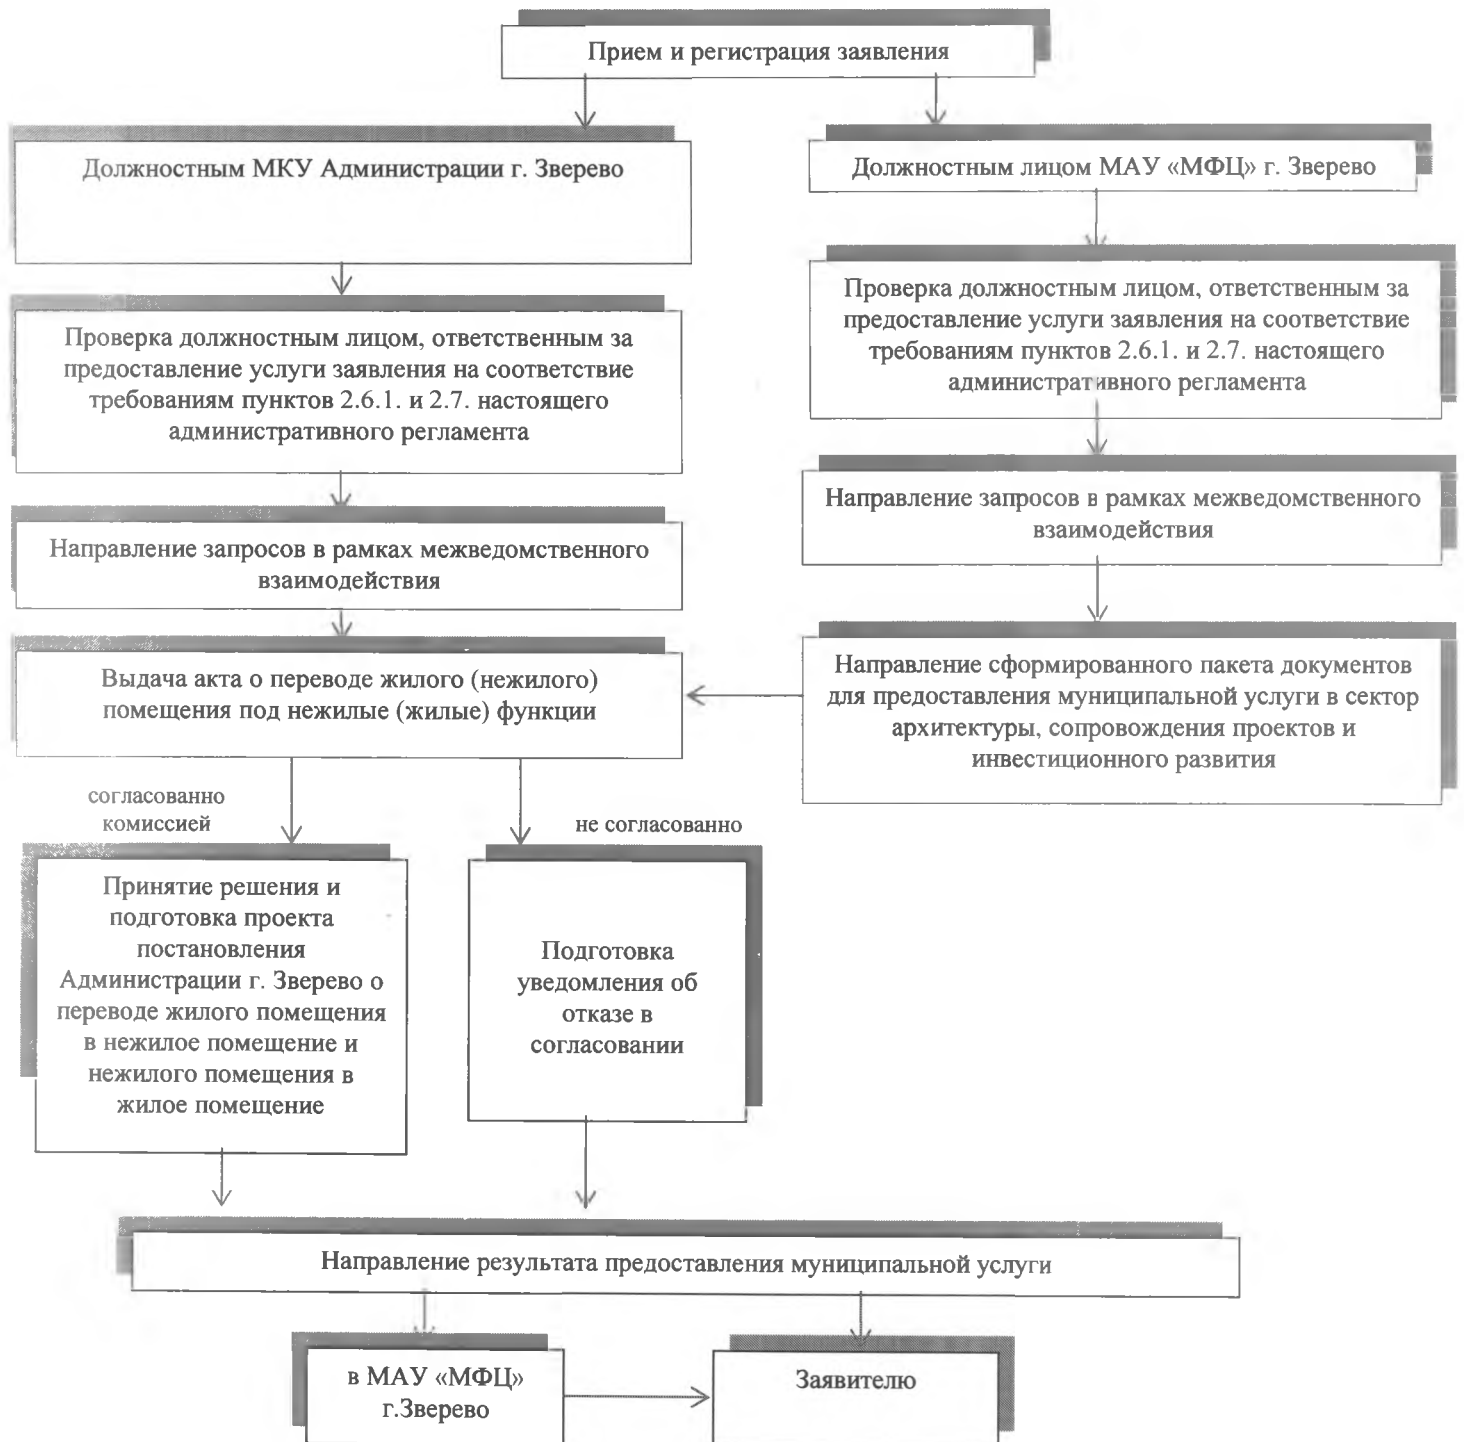 Прием и регистрация заявления
Должностным МКУ Администрации г. Зверево
Должностным лицом МАУ «МФЦ» г. Зверево
Проверка должностным лицом, ответственным за
предоставление услуги заявления на соответствие
требованиям пунктов 2.6.1. и 2.7. настоящего
административного регламента
Проверка должностным лицом, ответственным за
предоставление услуги заявления на соответствие
требованиям пунктов 2.6.1. и 2.7. настоящего
административного регламента
Направление запросов в рамках межведомственного
взаимодействия
Направление запросов в рамках межведомственного
взаимодействия
Выдача акта о переводе жилого (нежилого)
помещения под нежилые (жилые) функции
Направление сформированного пакета документов
для предоставления муниципальной услуги в сектор
архитектуры, сопровождения проектов и
инвестиционного развития
согласованно
комиссией
не согласованно
Принятие решения и
подготовка проекта
постановления
Администрации г. Зверево о
переводе жилого помещения
в нежилое помещение и
нежилого помещения в
жилое помещение
Подготовка
уведомления об
отказе в
согласовании
Направление результата предоставления муниципальной услуги
в МАУ «МФЦ»
г.Зверево
Заявителю